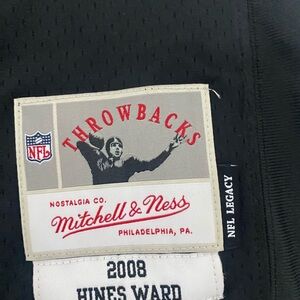 THROWBACKS
NFL
NOSTALGIA CO.
Mitchell & Ness
PHILADELPHIA, PA.
NFL LEGACY
2008
HINES WARD